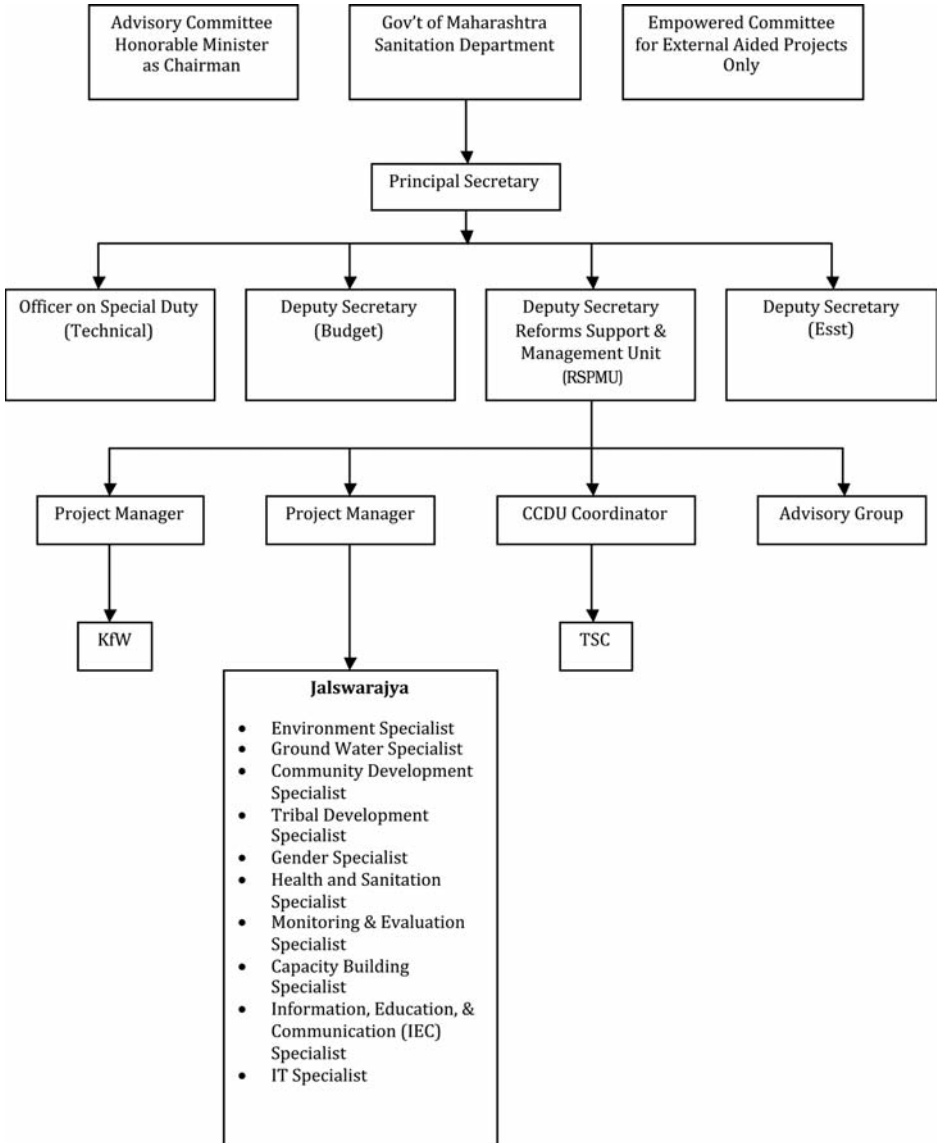 Advisory Committee
Honorable Minister
as Chairman
Gov't of Maharashtra
Sanitation Department
Empowered Committee
for External Aided Projects
Only
Principal Secretary
Officer on Special Duty
(Technical)
Deputy Secretary
(Budget)
Deputy Secretary
Reforms Support &
Management Unit
(RSPMU)
Deputy Secretary
(Esst)
Project Manager
Project Manager
CCDU Coordinator
Advisory Group
KfW
TSC
Jalswarajya
• Environment Specialist
• Ground Water Specialist
• Community Development
Specialist
• Tribal Development
Specialist
• Gender Specialist
• Health and Sanitation
Specialist
• Monitoring & Evaluation
Specialist
• Capacity Building
Specialist
• Information, Education, &
Communication (IEC)
Specialist
• IT Specialist